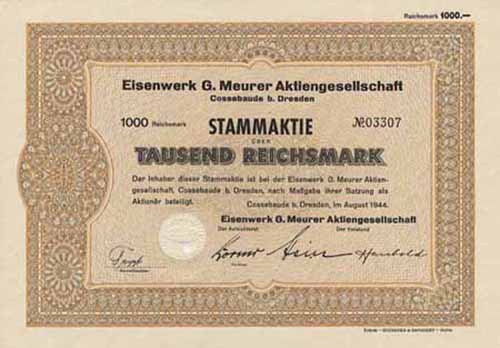 Reichsmark 1000.—
Eisenwerk G. Meurer Aktiengesellschaft
Cossebaude b. Dresden
1000 Reichsmark STAMMAKTIE № 03307
ÜBER
TAUSEND REICHSMARK
Der Inhaber dieser Stammaktie ist bei der Eisenwerk G. Meurer Aktien-
gesellschaft, Cossebaude b. Dresden, nach Maßgabe ihrer Satzung als
Aktionär beteiligt.
Cossebaude b. Dresden, im August 1944.
Eisenwerk G. Meurer Aktiengesellschaft
Der Aufsichtsrat Der Vorstand